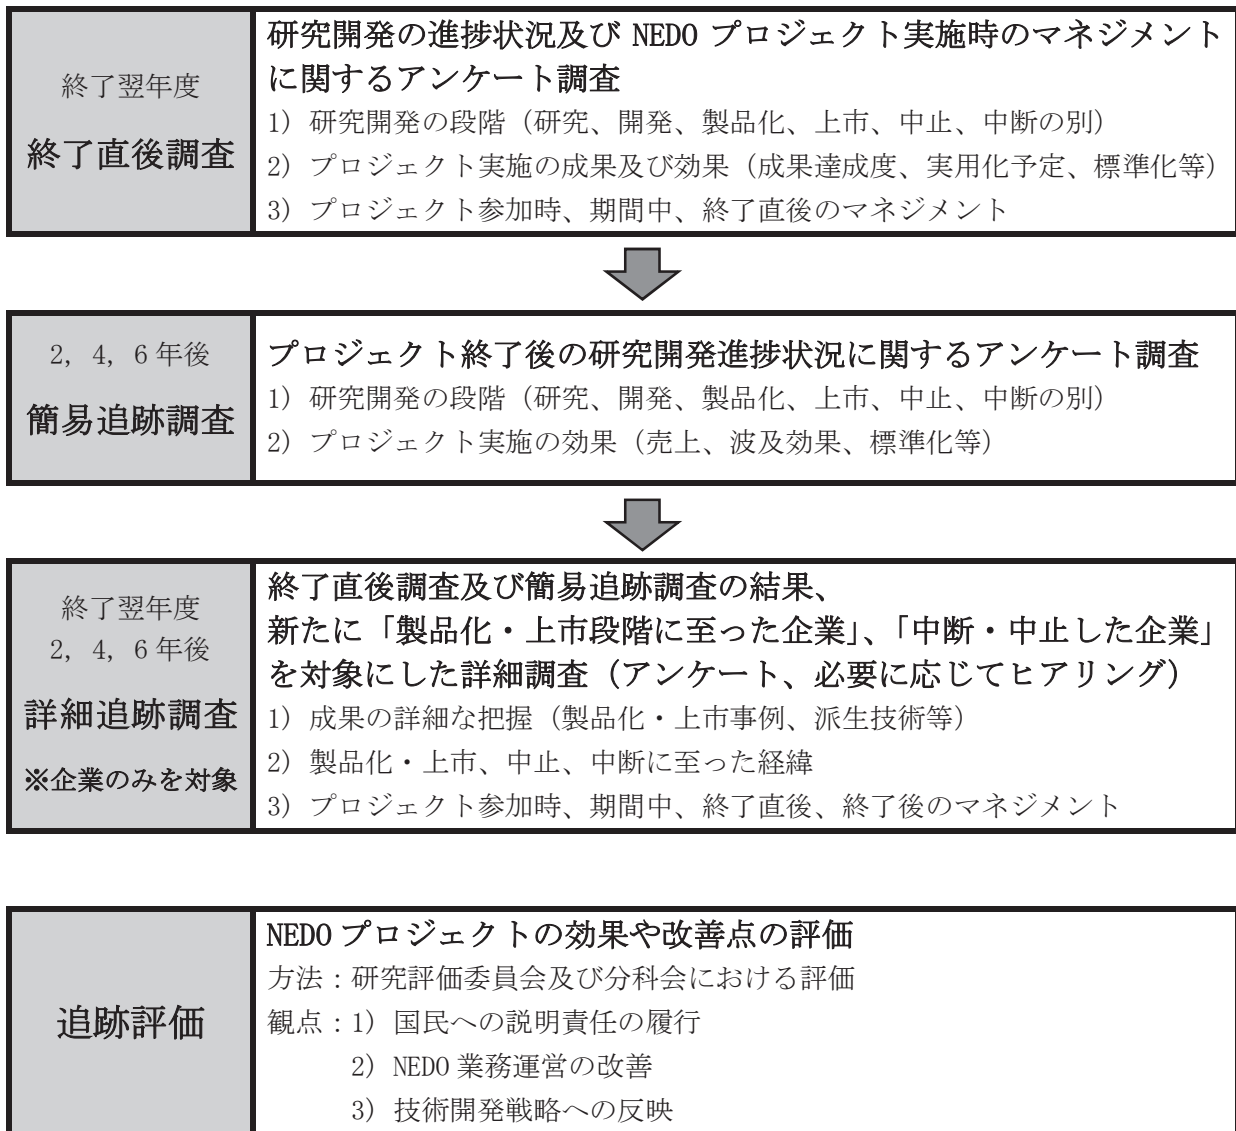 終了翌年度
終了直後調査
研究開発の進捗状況及び NEDO プロジェクト実施時のマネジメント
に関するアンケート調査
1) 研究開発の段階（研究、開発、製品化、上市、中止、中断の別）
2) プロジェクト実施の成果及び効果（成果達成度、実用化予定、標準化等）
3) プロジェクト参加時、期間中、終了直後のマネジメント
2, 4, 6 年後
簡易追跡調査
プロジェクト終了後の研究開発進捗状況に関するアンケート調査
1) 研究開発の段階（研究、開発、製品化、上市、中止、中断の別）
2) プロジェクト実施の効果（売上、波及効果、標準化等）
終了翌年度
2, 4, 6 年後
詳細追跡調査
※企業のみを対象
終了直後調査及び簡易追跡調査の結果、
新たに「製品化・上市段階に至った企業」、「中断・中止した企業」
を対象にした詳細調査（アンケート、必要に応じてヒアリング）
1) 成果の詳細な把握（製品化・上市事例、派生技術等）
2) 製品化・上市、中止、中断に至った経緯
3) プロジェクト参加時、期間中、終了直後、終了後のマネジメント
追跡評価
NEDO プロジェクトの効果や改善点の評価
方法：研究評価委員会及び分科会における評価
観点：1) 国民への説明責任の履行
2) NEDO 業務運営の改善
3) 技術開発戦略への反映